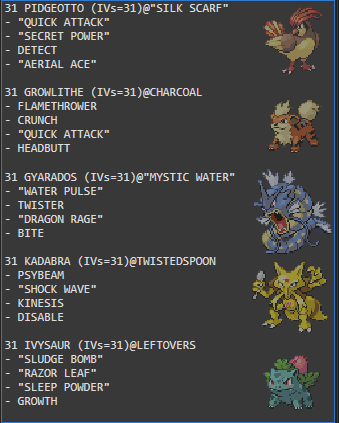 31 PIDGEOTTO (IVs=31)@"SILK SCARF"
- "QUICK ATTACK"
- "SECRET POWER"
- DETECT
- "AERIAL ACE"
31 GROWLITHE (IVs=31)@CHARCOAL
- FLAMETHROWER
- CRUNCH
- "QUICK ATTACK"
- HEADBUTT
31 GYARADOS (IVs=31)@"MYSTIC WATER"
- "WATER PULSE"
- TWISTER
- "DRAGON RAGE"
- BITE
31 KADABRA (IVs=31)@TWISTEDSPOON
- PSYBEAM
- "SHOCK WAVE"
- KINESIS
- DISABLE
31 IVYSAUR (IVs=31)@LEFTOVERS
- "SLUDGE BOMB"
- "RAZOR LEAF"
- "SLEEP POWDER"
- GROWTH